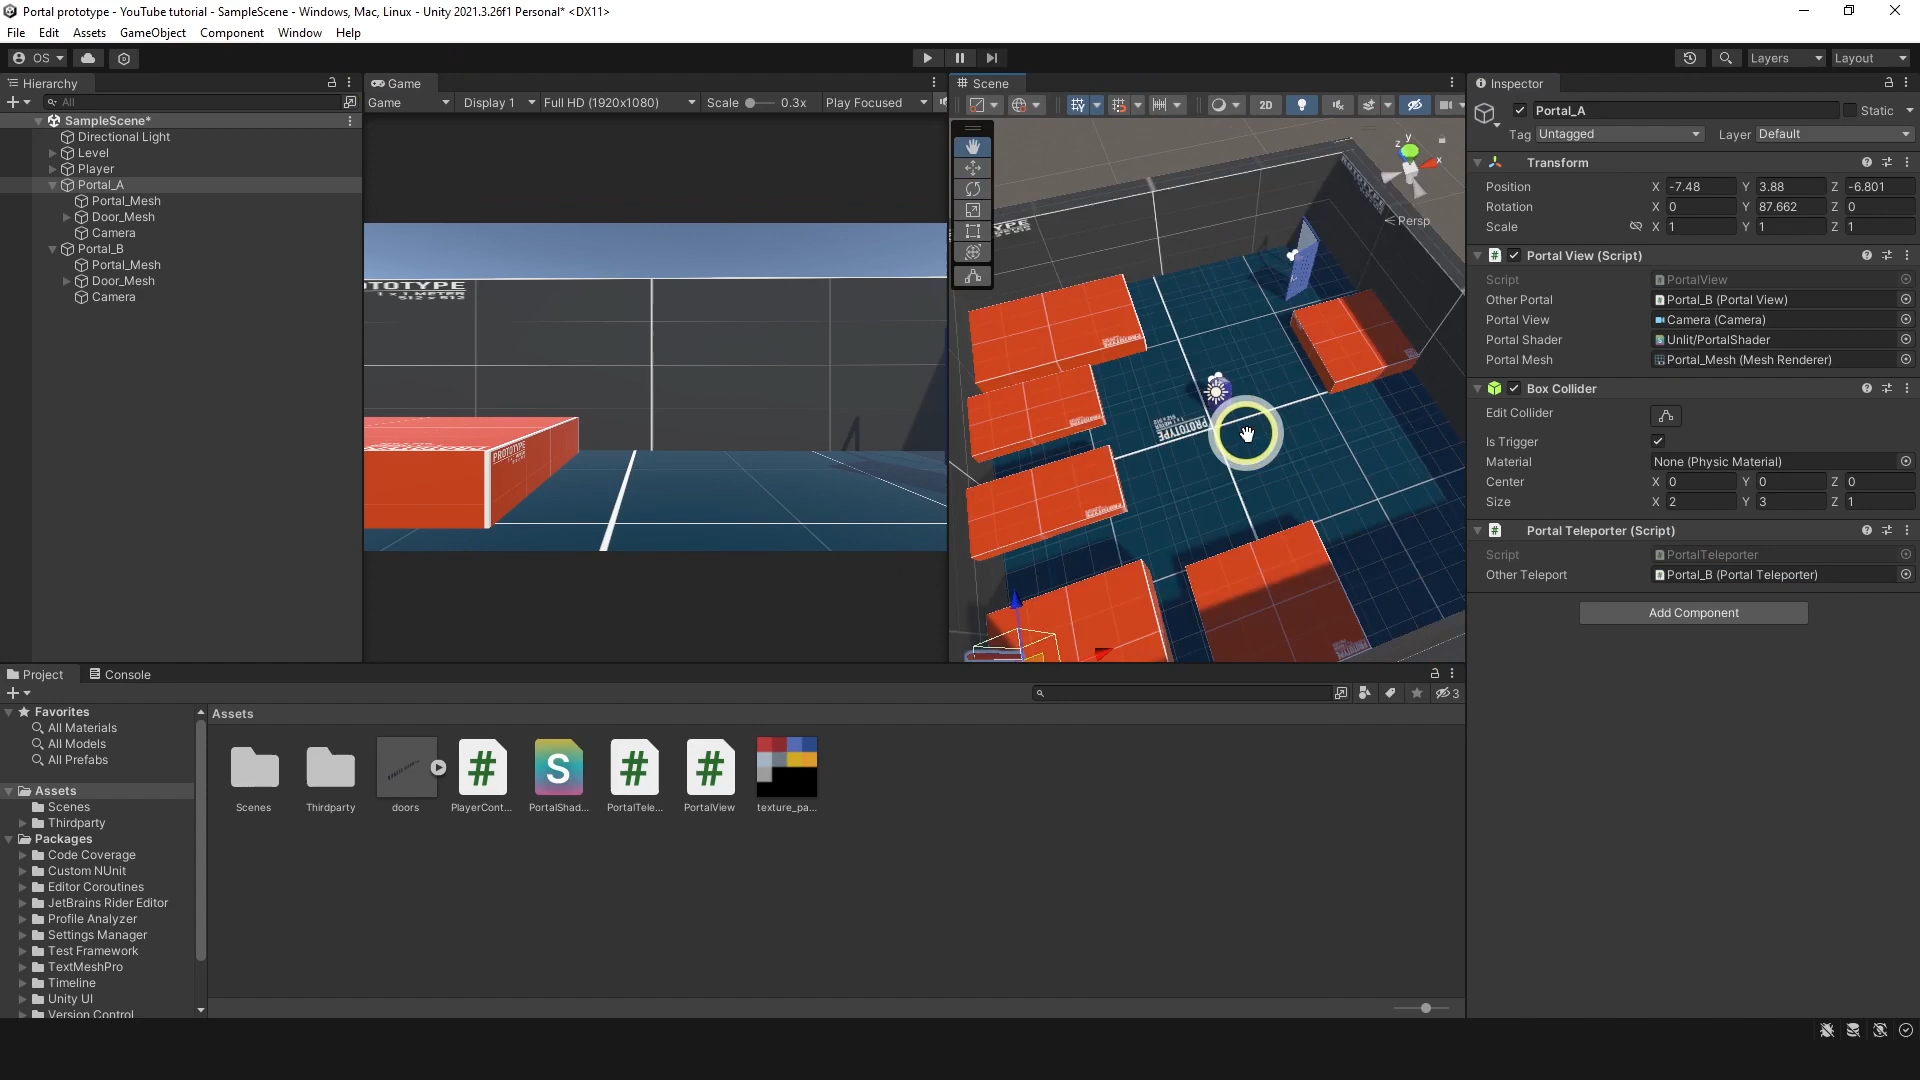 Portal prototype - YouTube tutorial - SampleScene - Windows, Mac, Linux - Unity 2021.3.26f1 Personal* <DX11>
File Edit Assets GameObject Component Window Help
OS Layers Layout
Hierarchy
All
SampleScene*
Directional Light
Level
Player
Portal_A
Portal_Mesh
Door_Mesh
Camera
Portal_B
Portal_Mesh
Door_Mesh
Camera
Game
Game Display 1 Full HD (1920x1080) Scale 0.3x Play Focused
TOTYPE
1 X 1 METER
512 x 512
PROTOTYPE
Scene
2D
y
z
x
Persp
PROTOTYPE
PROTOTYPE
Inspector
Portal_A Static
Tag Untagged Layer Default
Transform
Position X -7.48 Y 3.88 Z -6.801
Rotation X 0 Y 87.662 Z 0
Scale X 1 Y 1 Z 1
Portal View (Script)
Script PortalView
Other Portal Portal_B (Portal View)
Portal View Camera (Camera)
Portal Shader Unlit/PortalShader
Portal Mesh Portal_Mesh (Mesh Renderer)
Box Collider
Edit Collider
Is Trigger
Material None (Physic Material)
Center X 0 Y 0 Z 0
Size X 2 Y 3 Z 1
Portal Teleporter (Script)
Script PortalTeleporter
Other Teleport Portal_B (Portal Teleporter)
Add Component
Project Console
3
Favorites
All Materials
All Models
All Prefabs
Assets
Scenes
Thirdparty
Packages
Code Coverage
Custom NUnit
Editor Coroutines
JetBrains Rider Editor
Profile Analyzer
Settings Manager
Test Framework
TextMeshPro
Timeline
Unity UI
Version Control
Assets
Scenes Thirdparty doors PlayerCont... PortalShad... PortalTele... PortalView texture_pa...